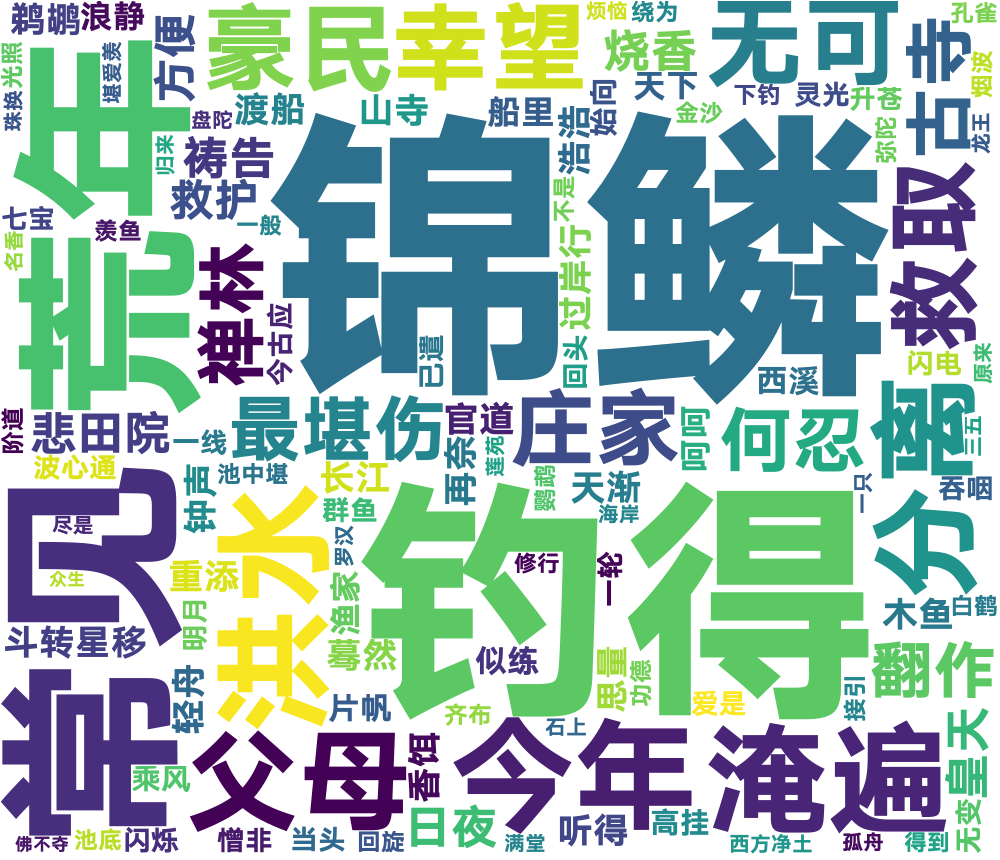 鹈鹕
浪静
豪民
幸望
烦恼
绕为
无可
孔雀
烧香
古寺
方便
堪爱羡
光照
珠换
荒年
盘陀
渡船
山寺
船里
浩浩
始向
天下
金沙
下钓
灵光
升苍
弥陀
烟波
龙王
归来
祷告
救护
锦鳞
不是
救取
七宝
羡鱼
名香
一般
禅林
今古应
过岸行
回头
已遣
西溪
闪电
原来
阶道
悲田院
一线
最堪伤
官道
庄家
呵呵
何忍
分离
三五
波心通
池中堪
钟声
长江
再奈
莲苑
鹦鹉
天渐
一只
吞咽
常见
尽是
众生
洪水
群鱼
罗汉
海岸
钓得
修行
一轮
重添
渔家
明月
斗转星移
蓦然
似练
思量
功德
木鱼
白鹤
翻作
轻舟
片帆
齐布
石上
爱是
接引
皇天
乘风
父母
香饵
今年
淹遍
无变
佛不夺
池底
闪烁
憎非
当头
回旋
日夜
满堂
听得
高挂
西方净土
孤舟
得到